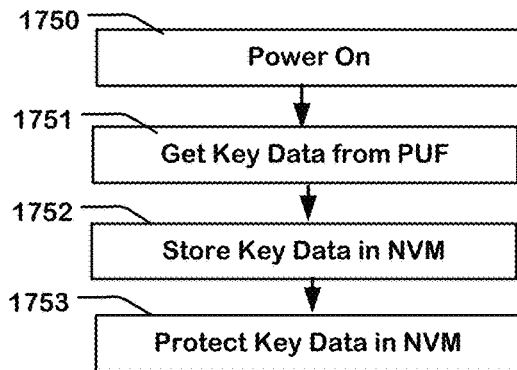 1750
Power On
1751
Get Key Data from PUF
1752
Store Key Data in NVM
1753
Protect Key Data in NVM